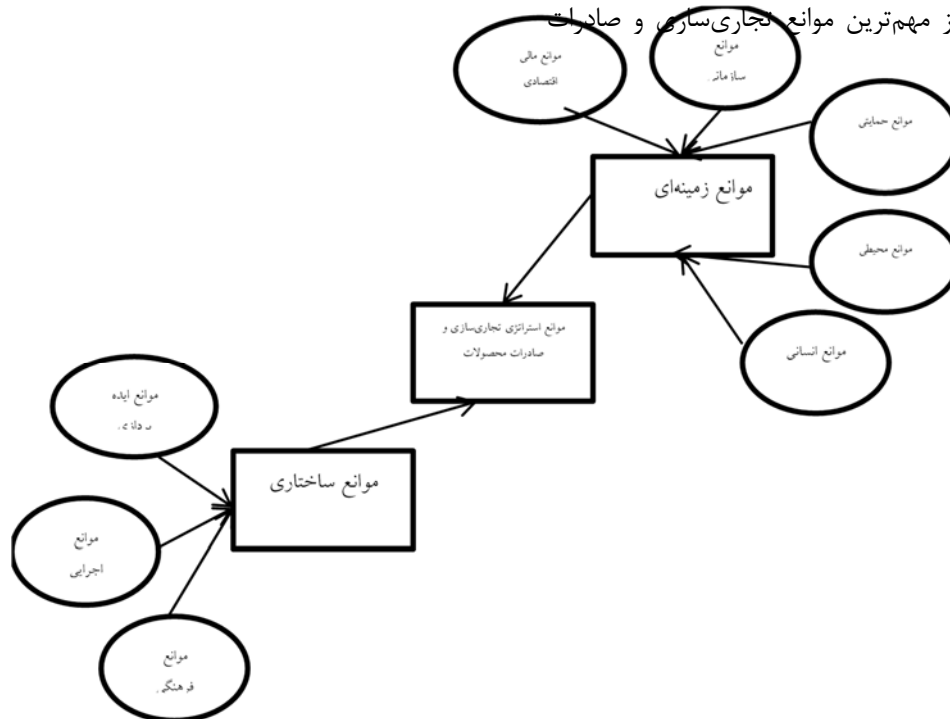 ز مهم‌ترین موانع تجاری‌سازی و صادرات
موانع مالی
اقتصادی
موانع
سازمانی
موانع حمایتی
موانع زمینه‌ای
موانع محیطی
موانع استراتژی تجاری‌سازی و
صادرات محصولات
موانع انسانی
موانع ایده
پردازی
موانع ساختاری
موانع
اجرایی
موانع
فرهنگی